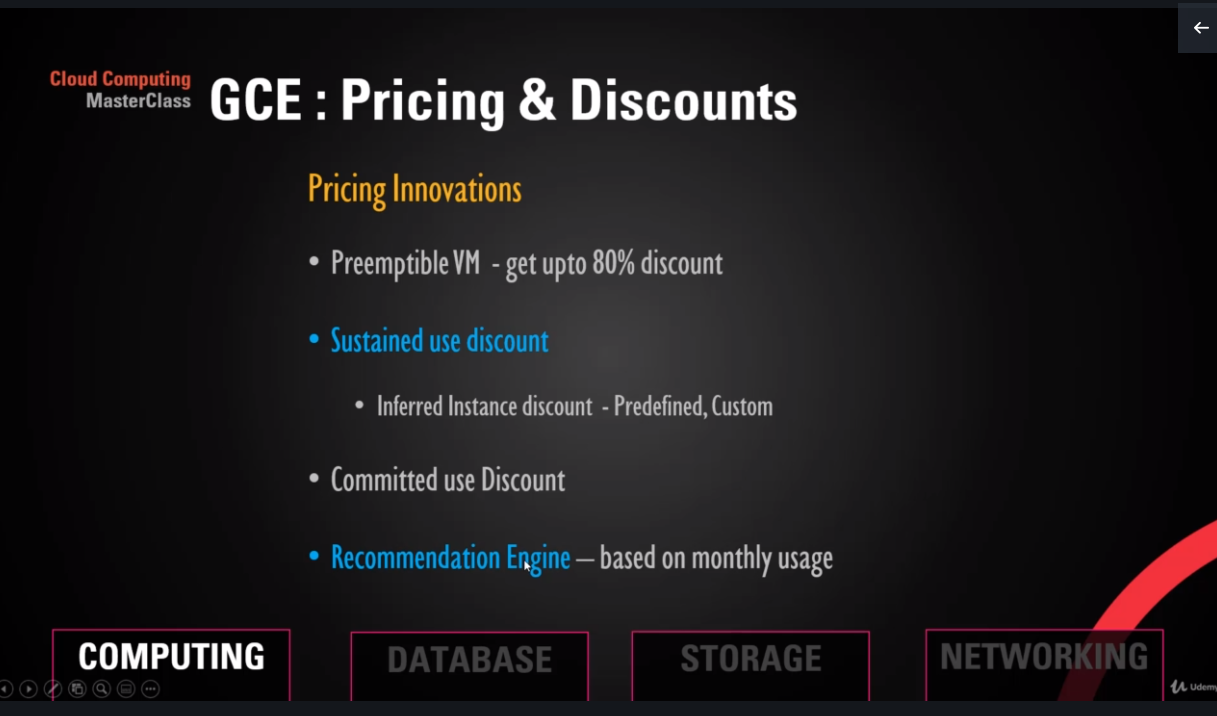 Cloud Computing
MasterClass
GCE : Pricing & Discounts
Pricing Innovations
• Preemptible VM - get upto 80% discount
• Sustained use discount
• Inferred Instance discount - Predefined, Custom
• Committed use Discount
• Recommendation Engine – based on monthly usage
COMPUTING
DATABASE
STORAGE
NETWORKING
Udemy